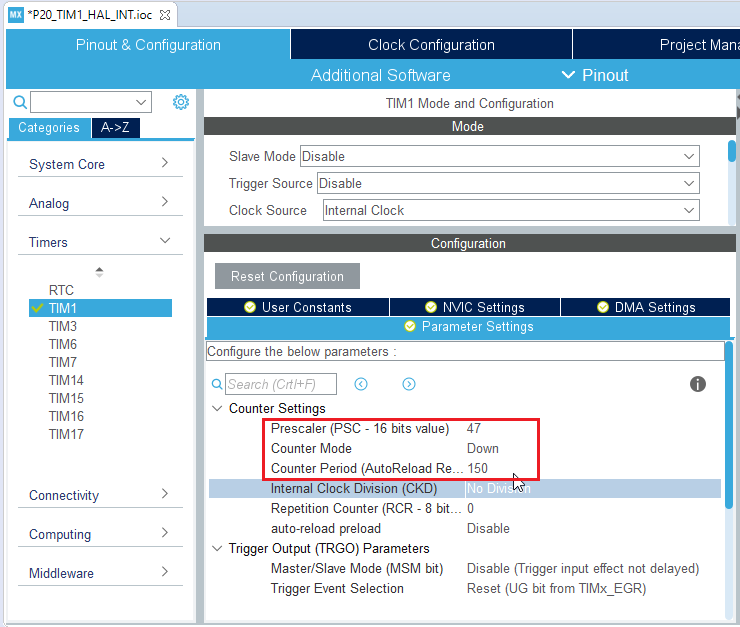 MX *P20_TIM1_HAL_INT.ioc
Pinout & Configuration Clock Configuration Project Mana
Additional Software Pinout
TIM1 Mode and Configuration
Categories A->Z
Mode
System Core
Slave Mode Disable
Trigger Source Disable
Analog
Clock Source Internal Clock
Timers
Configuration
Reset Configuration
RTC
TIM1
TIM3
TIM6
TIM7
TIM14
TIM15
TIM16
TIM17
User Constants NVIC Settings DMA Settings
Parameter Settings
Configure the below parameters :
Search (Crtl+F)
Counter Settings
Prescaler (PSC - 16 bits value) 47
Counter Mode Down
Counter Period (AutoReload Re... 150
Internal Clock Division (CKD) No Division
Repetition Counter (RCR - 8 bit... 0
auto-reload preload Disable
Trigger Output (TRGO) Parameters
Master/Slave Mode (MSM bit) Disable (Trigger input effect not delayed)
Trigger Event Selection Reset (UG bit from TIMx_EGR)
Connectivity
Computing
Middleware